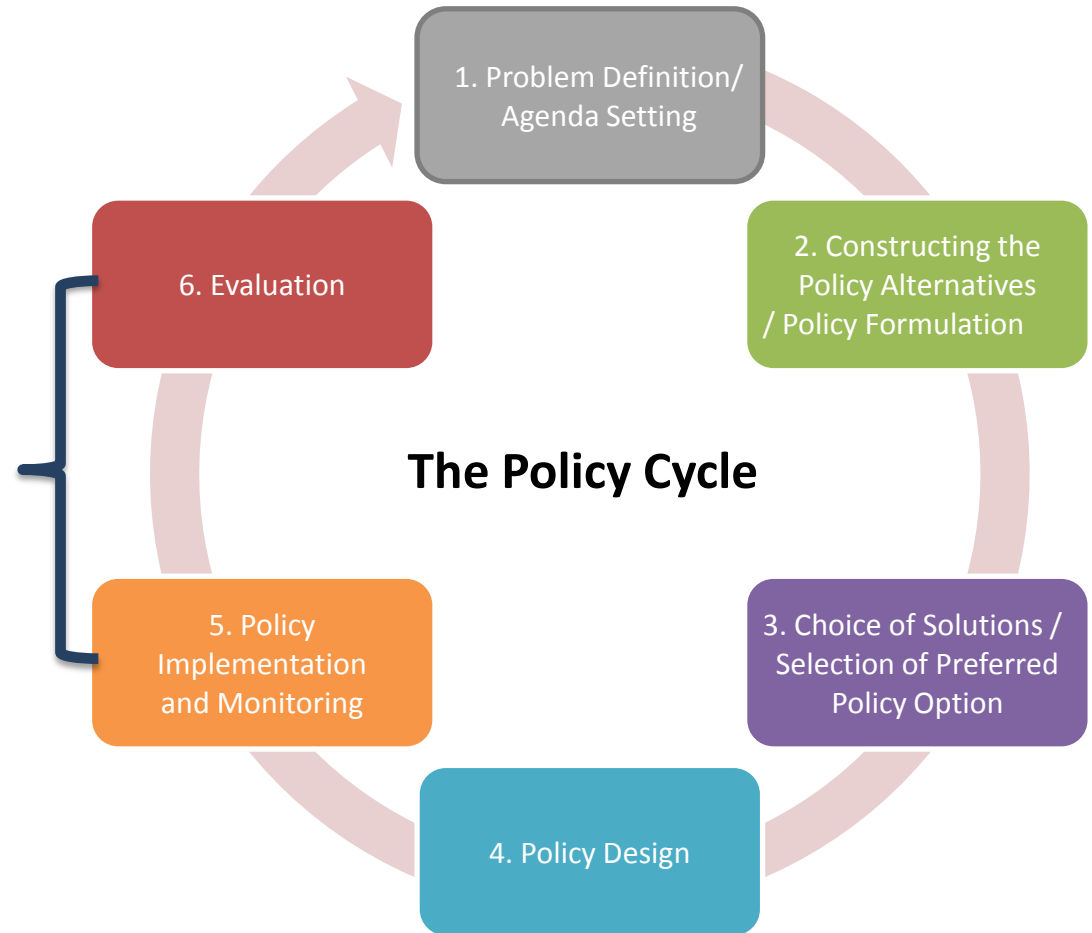 1. Problem Definition/
Agenda Setting
2. Constructing the
Policy Alternatives
/ Policy Formulation
6. Evaluation
The Policy Cycle
5. Policy
Implementation
and Monitoring
3. Choice of Solutions /
Selection of Preferred
Policy Option
4. Policy Design